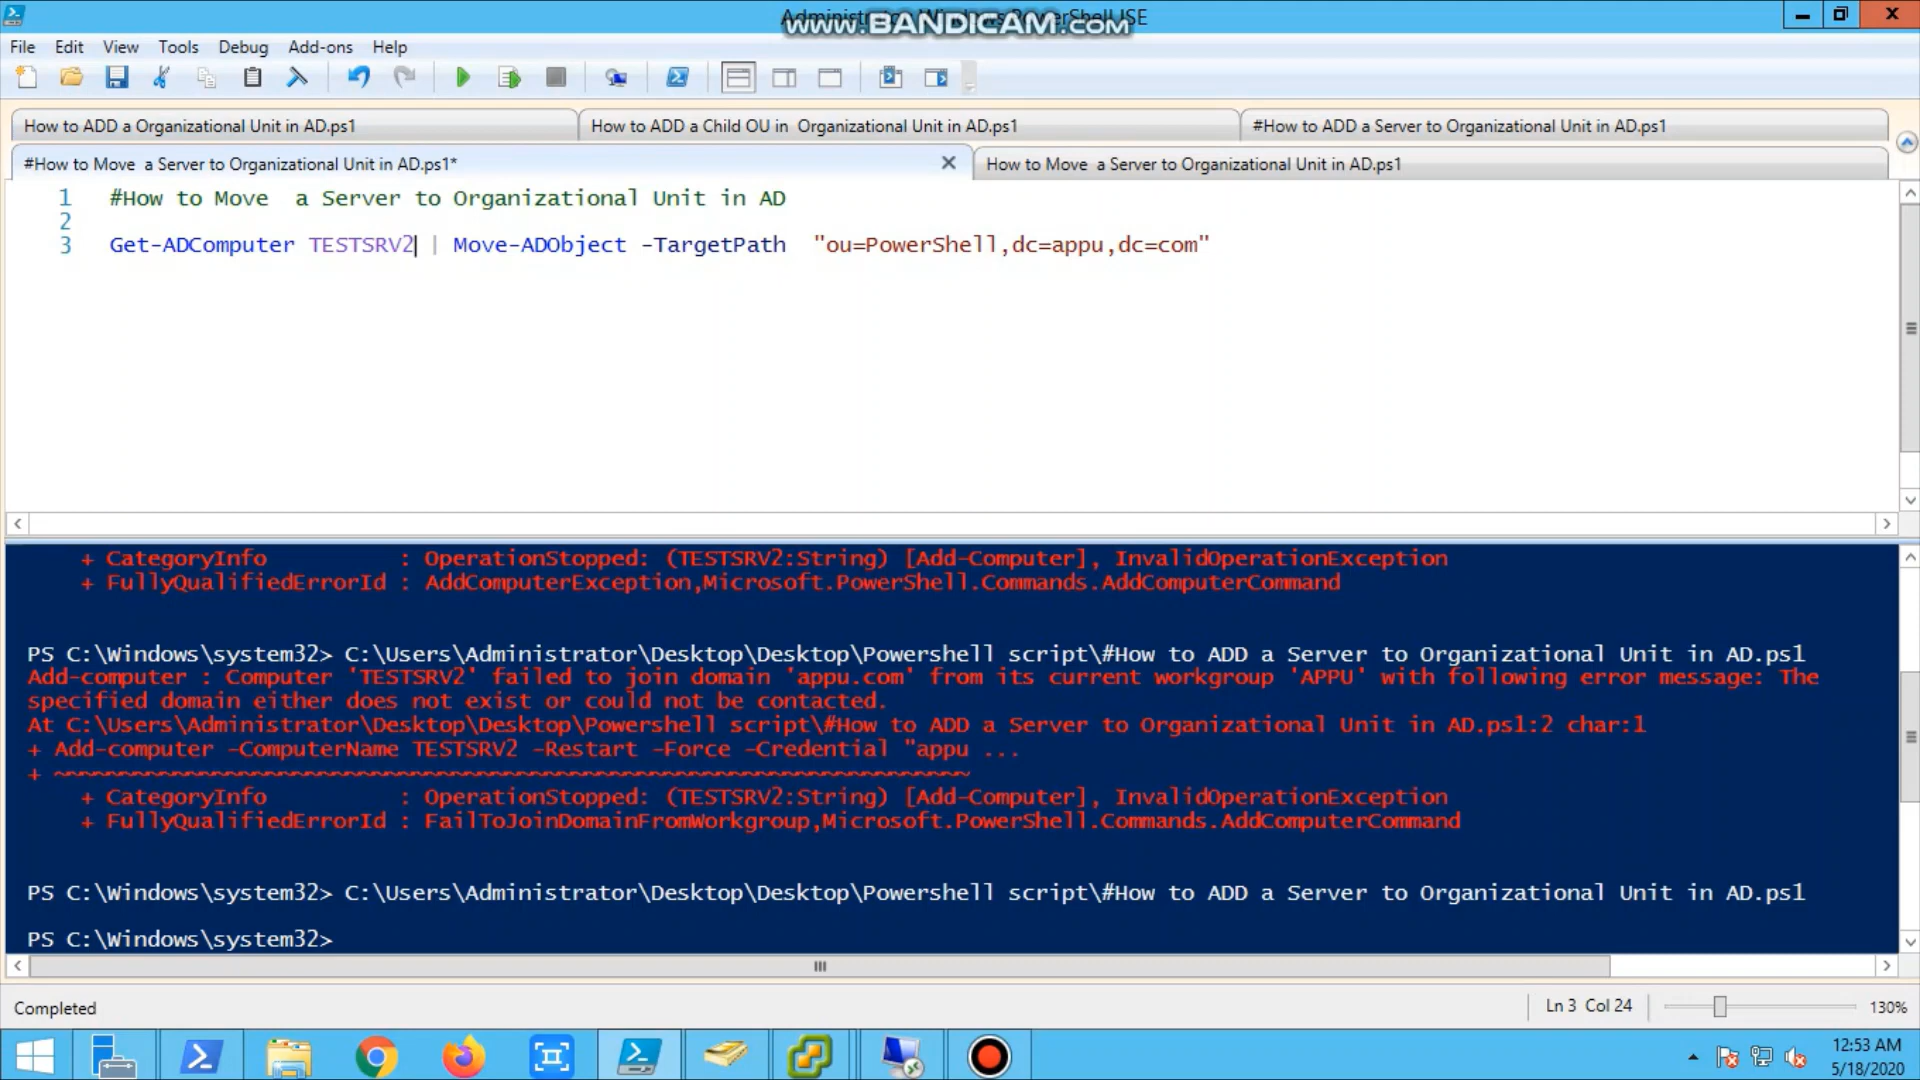 Administrator: Windows PowerShell ISE
www.BANDICAM.com
File Edit View Tools Debug Add-ons Help
How to ADD a Organizational Unit in AD.ps1
How to ADD a Child OU in  Organizational Unit in AD.ps1
#How to ADD a Server to Organizational Unit in AD.ps1
#How to Move  a Server to Organizational Unit in AD.ps1*
How to Move  a Server to Organizational Unit in AD.ps1
1 #How to Move  a Server to Organizational Unit in AD
2
3 Get-ADComputer TESTSRV2 | Move-ADObject -TargetPath  "ou=PowerShell,dc=appu,dc=com"
+ CategoryInfo          : OperationStopped: (TESTSRV2:String) [Add-Computer], InvalidOperationException
+ FullyQualifiedErrorId : AddComputerException,Microsoft.PowerShell.Commands.AddComputerCommand
PS C:\Windows\system32> C:\Users\Administrator\Desktop\Desktop\Powershell script\#How to ADD a Server to Organizational Unit in AD.ps1
Add-computer : Computer 'TESTSRV2' failed to join domain 'appu.com' from its current workgroup 'APPU' with following error message: The
specified domain either does not exist or could not be contacted.
At C:\Users\Administrator\Desktop\Desktop\Powershell script\#How to ADD a Server to Organizational Unit in AD.ps1:2 char:1
+ Add-computer -ComputerName TESTSRV2 -Restart -Force -Credential "appu ...
+ ~~~~~~~~~~~~~~~~~~~~~~~~~~~~~~~~~~~~~~~~~~~~~~~~~~~~~~~~~~~~~~~~~~~~~
+ CategoryInfo          : OperationStopped: (TESTSRV2:String) [Add-Computer], InvalidOperationException
+ FullyQualifiedErrorId : FailToJoinDomainFromWorkgroup,Microsoft.PowerShell.Commands.AddComputerCommand
PS C:\Windows\system32> C:\Users\Administrator\Desktop\Desktop\Powershell script\#How to ADD a Server to Organizational Unit in AD.ps1
PS C:\Windows\system32>
Completed
Ln 3 Col 24
130%
12:53 AM
5/18/2020